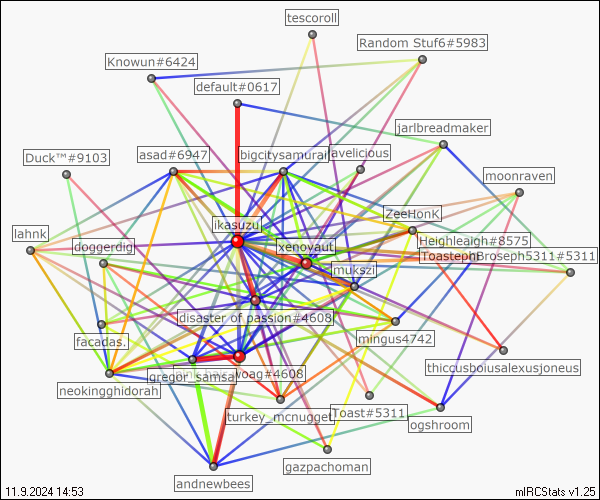 tescoroll
Random Stuf6#5983
Knowun#6424
default#0617
jarlbreadmaker
Duck™#9103
asad#6947
bigcitysamurai
lavelicious
moonraven
ZeeHonK
ikasuzu
lahnk
doggerdig
xenovaut
Heighleaigh#8575
ToastephBroseph5311#5311
mukszi
disaster of passion#4608
mingus4742
facadas.
thiccusboiusalexusjoneus
gregor_samsa
voag#4608
neokingghidorah
turkey_mcnugget
Toast#5311
ogshroom
gazpachoman
andnewbees
11.9.2024 14:53
mIRCStats v1.25